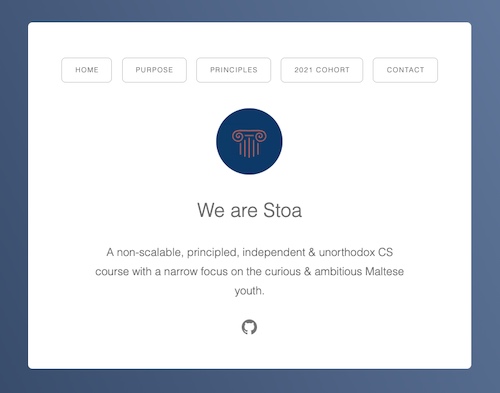 HOME
PURPOSE
PRINCIPLES
2021 COHORT
CONTACT
We are Stoa
A non-scalable, principled, independent & unorthodox CS
course with a narrow focus on the curious & ambitious Maltese
youth.